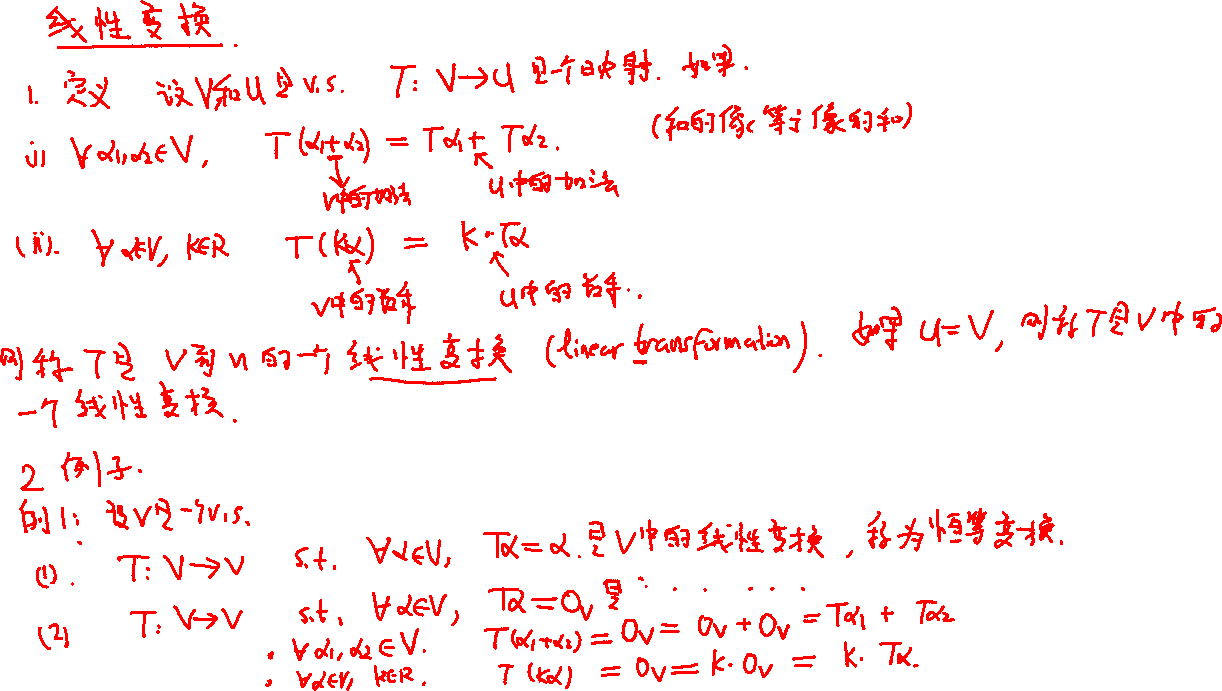 线性变换.
1. 定义 设V和U是v.s. T: V→U 是一个映射. 如果.
(i) ∀α₁,α₂∈V, T(α₁+α₂) = Tα₁ + Tα₂. (和的像等于像的和)
V中的加法 U中的加法
(ii). ∀α∈V, k∈R T(kα) = k·Tα
V中的数乘 U中的数乘.
则称T是V到U的一个线性变换 (linear transformation). 如果 U=V, 则称T是V中的
一个线性变换.
2 例子.
例1: 设V是一个v.s.
(1). T: V→V s.t. ∀α∈V, Tα=α.是V中的线性变换, 称为恒等变换.
(2) T: V→V s.t. ∀α∈V, Tα=0ᵥ是......
• ∀α₁,α₂∈V. T(α₁+α₂) = 0ᵥ = 0ᵥ+0ᵥ = Tα₁ + Tα₂
• ∀α∈V, k∈R. T(kα) = 0ᵥ = k·0ᵥ = k·Tα.